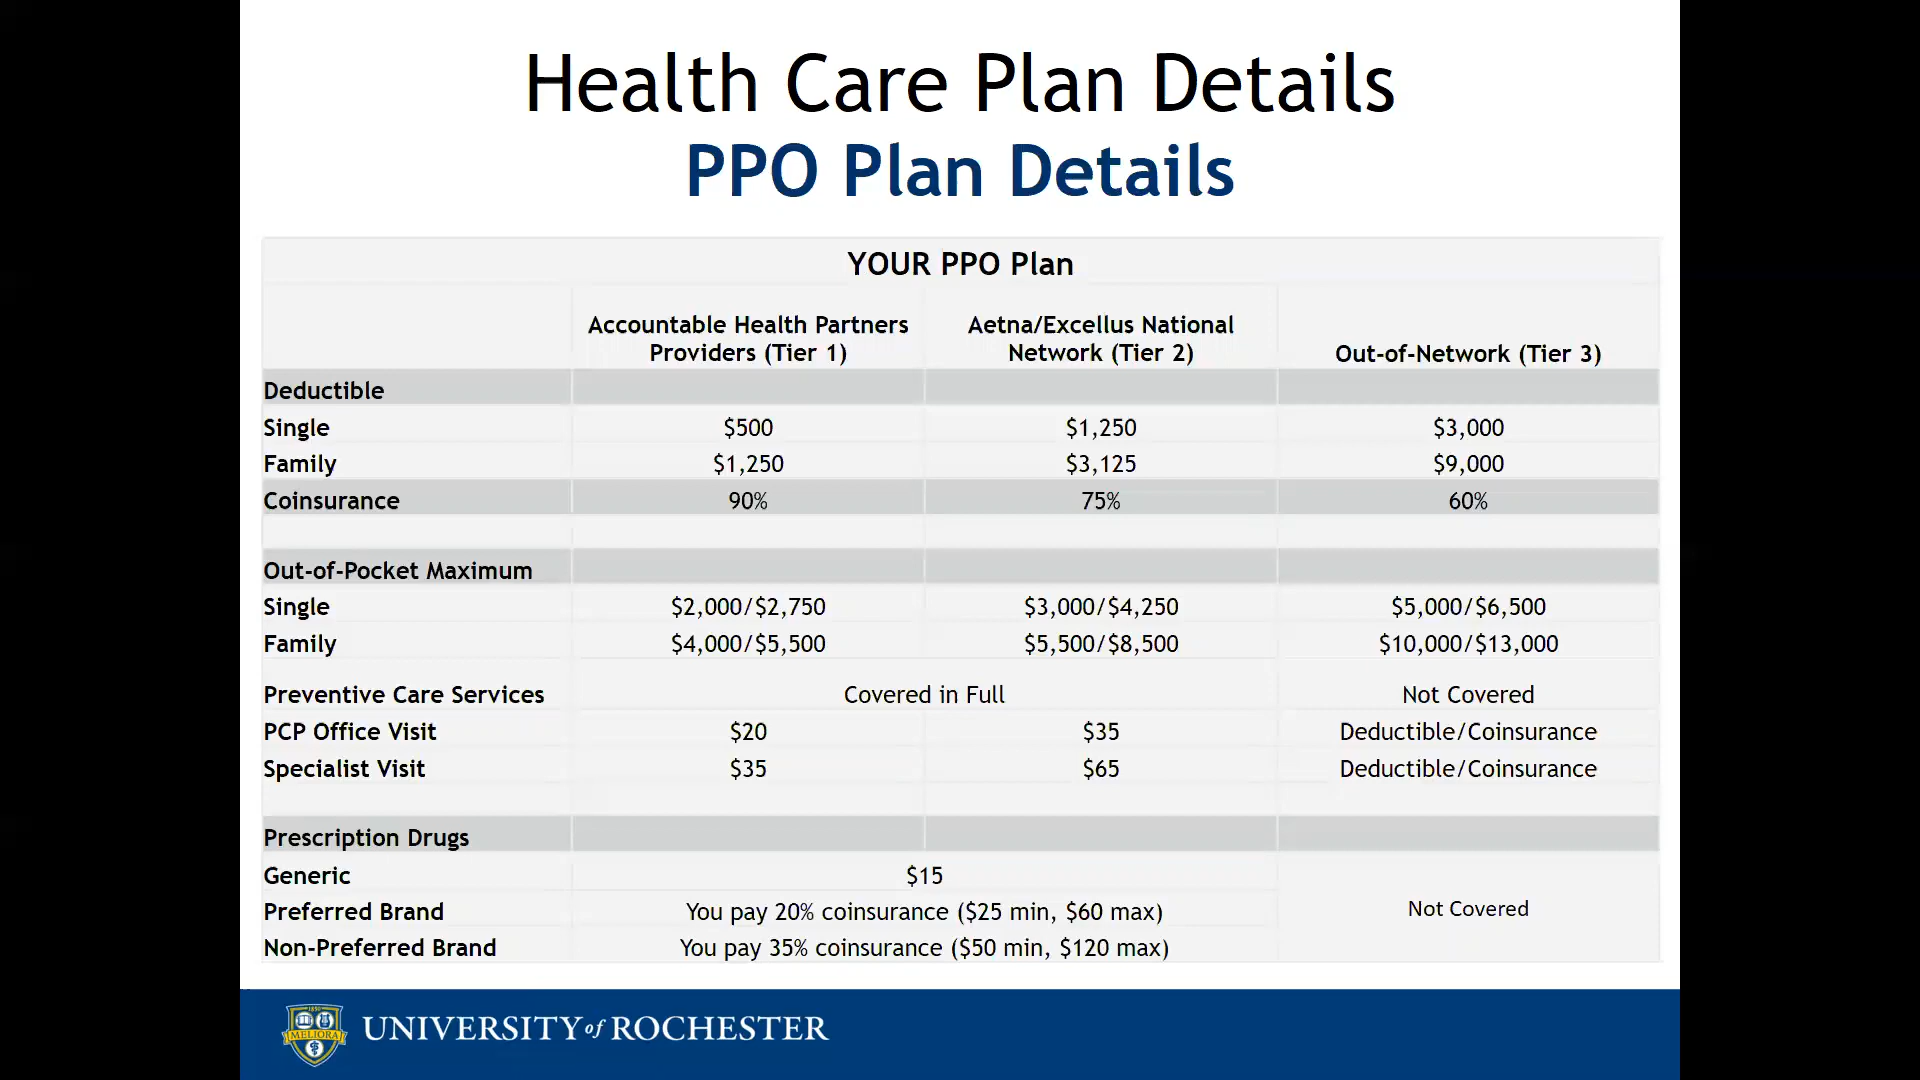 Health Care Plan Details
PPO Plan Details
YOUR PPO Plan
Accountable Health Partners Providers (Tier 1) Aetna/Excellus National Network (Tier 2) Out-of-Network (Tier 3)
Deductible
Single $500 $1,250 $3,000
Family $1,250 $3,125 $9,000
Coinsurance 90% 75% 60%
Out-of-Pocket Maximum
Single $2,000/$2,750 $3,000/$4,250 $5,000/$6,500
Family $4,000/$5,500 $5,500/$8,500 $10,000/$13,000
Preventive Care Services Covered in Full Not Covered
PCP Office Visit $20 $35 Deductible/Coinsurance
Specialist Visit $35 $65 Deductible/Coinsurance
Prescription Drugs
Generic $15
Preferred Brand You pay 20% coinsurance ($25 min, $60 max) Not Covered
Non-Preferred Brand You pay 35% coinsurance ($50 min, $120 max)
1850
MELIORA
UNIVERSITY of ROCHESTER